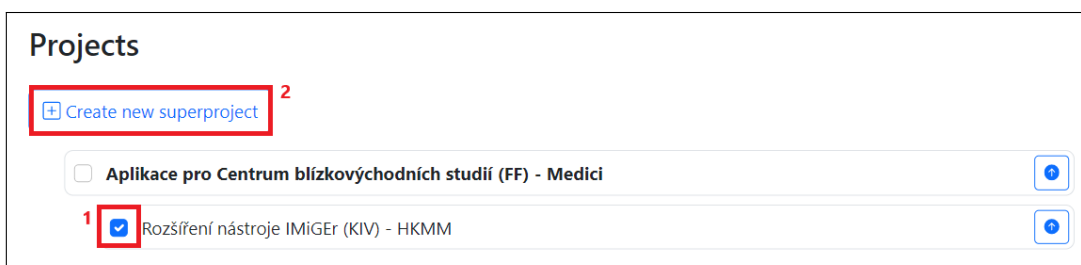 Projects
2
Create new superproject
Aplikace pro Centrum blízkovýchodních studií (FF) - Medici
1
Rozšíření nástroje IMiGEr (KIV) - HKMM